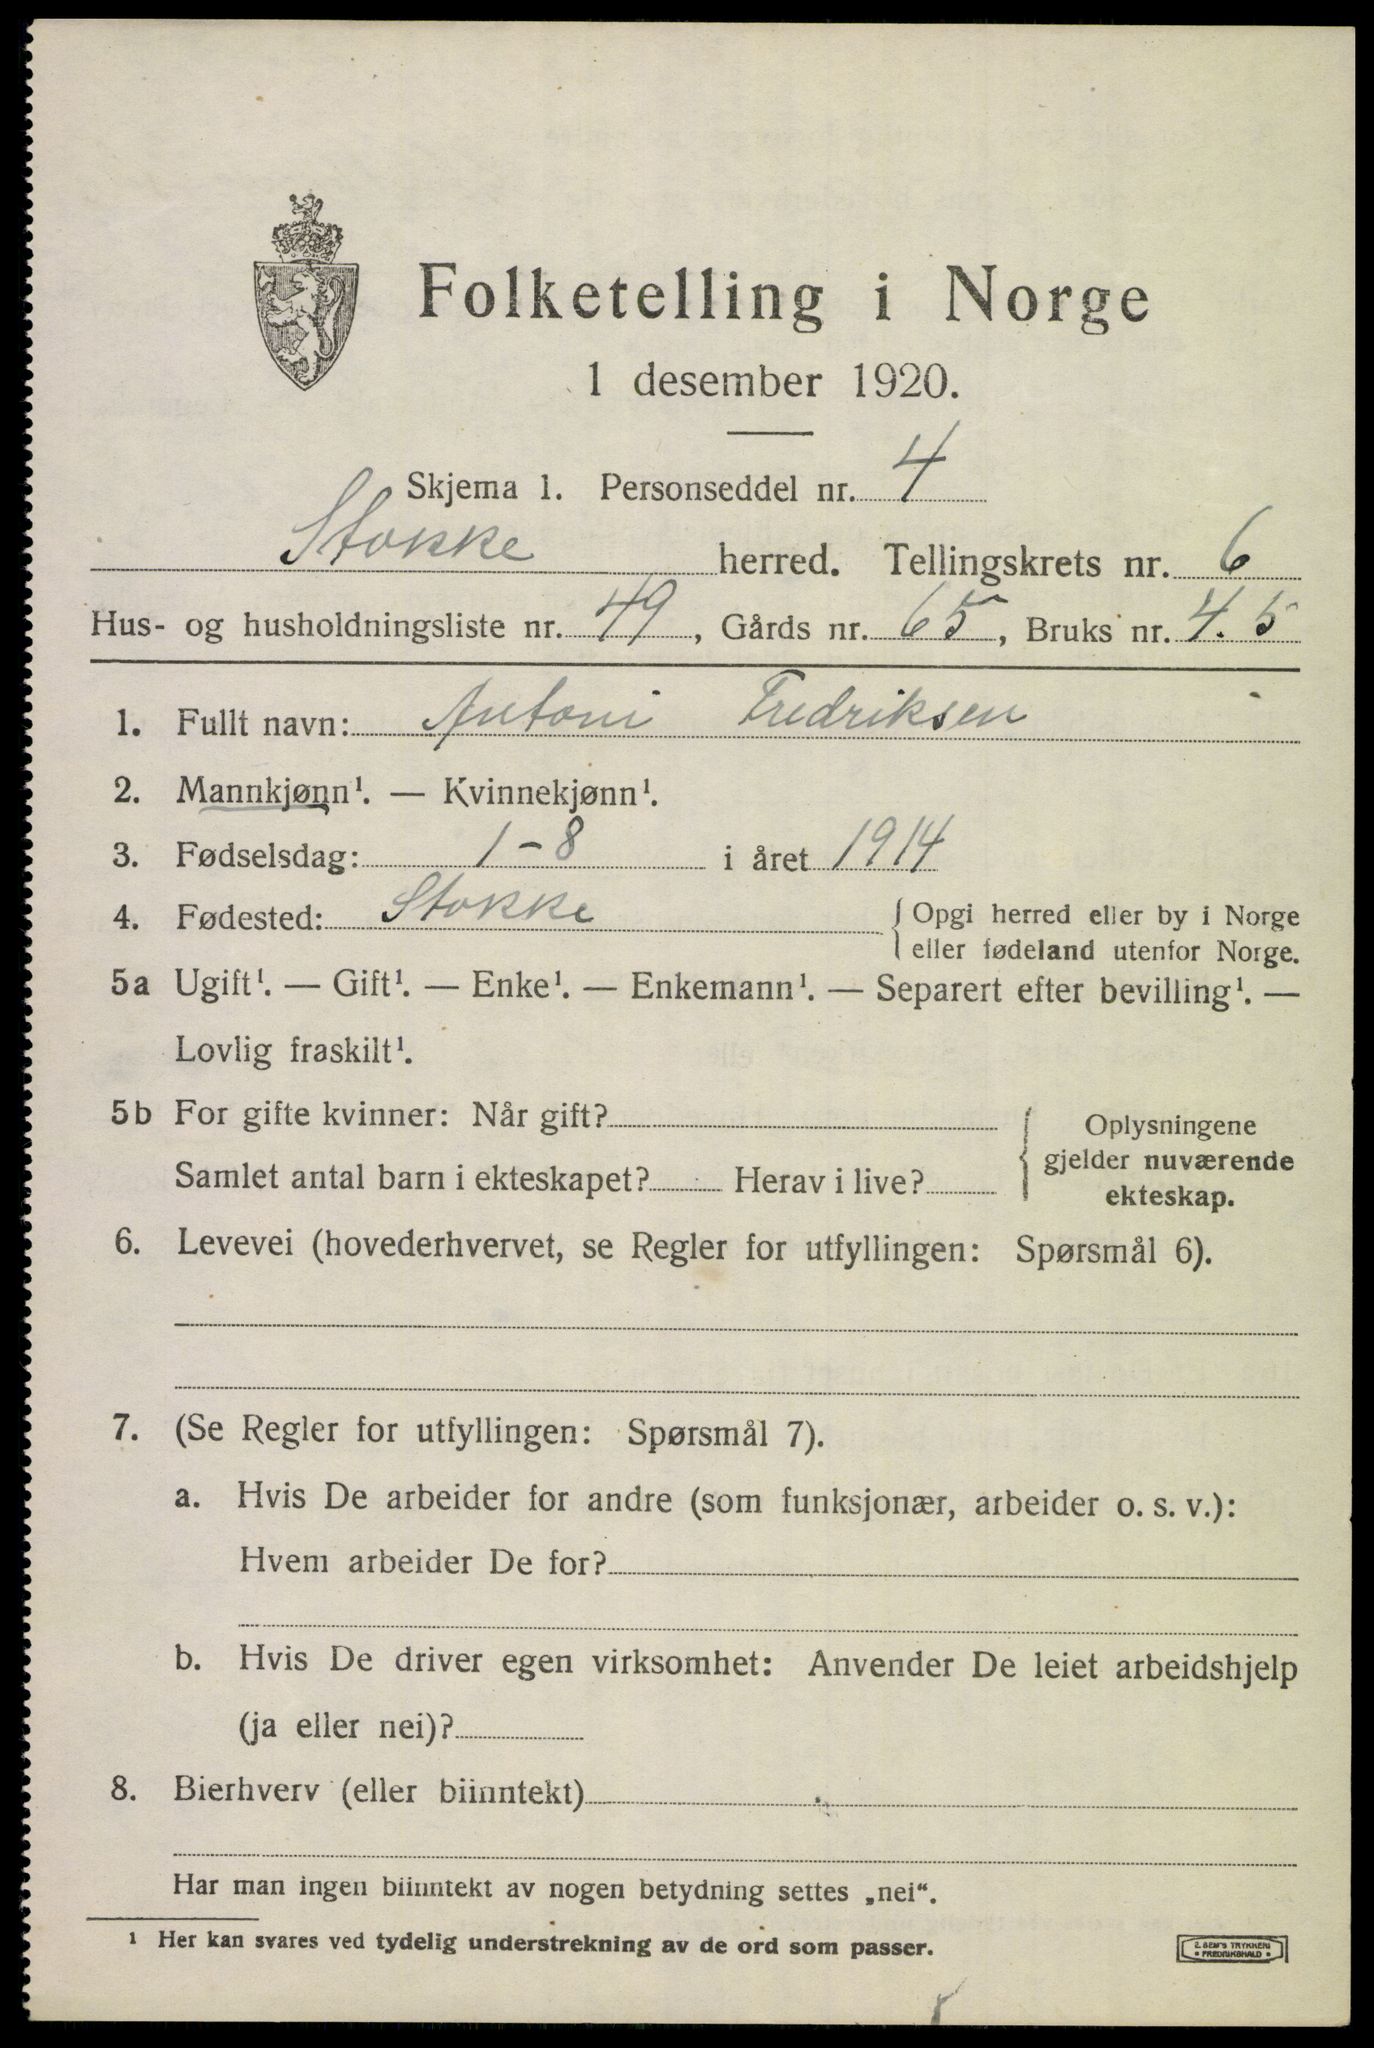 Folketelling i Norge
1 desember 1920.
Skjema 1. Personseddel nr. 4
Stokke herred. Tellingskrets nr. 6
Hus- og husholdningsliste nr. 49, Gårds nr. 65, Bruks nr. 4.5
1. Fullt navn: Antoni Fredriksen
2. Mannkjønn¹. — Kvinnekjønn¹.
3. Fødselsdag: 1-8 i året 1914
4. Fødested: Stokke { Opgi herred eller by i Norge
eller fødeland utenfor Norge.
5a Ugift¹. — Gift¹. — Enke¹. — Enkemann¹. — Separert efter bevilling¹. —
Lovlig fraskilt¹.
5b For gifte kvinner: Når gift?
Samlet antal barn i ekteskapet? Herav i live?
{ Oplysningene
gjelder nuværende
ekteskap.
6. Levevei (hovederhvervet, se Regler for utfyllingen: Spørsmål 6).
7. (Se Regler for utfyllingen: Spørsmål 7).
a. Hvis De arbeider for andre (som funksjonær, arbeider o. s. v.):
Hvem arbeider De for?
b. Hvis De driver egen virksomhet: Anvender De leiet arbeidshjelp
(ja eller nei)?
8. Bierhverv (eller biinntekt)
Har man ingen biinntekt av nogen betydning settes „nei“.
¹ Her kan svares ved tydelig understrekning av de ord som passer.
SEM'S TRYKKERI
• FREDRIKSHALD •